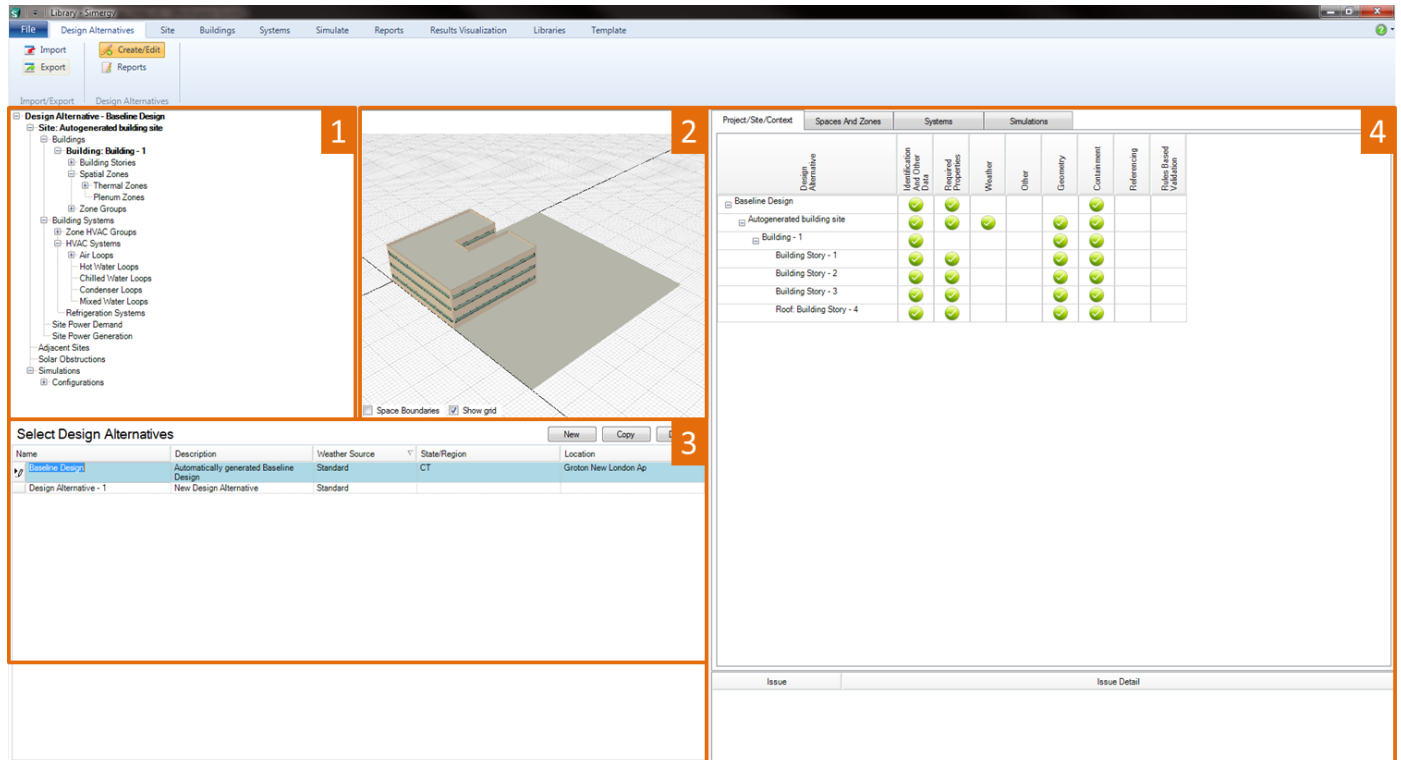 Library - Simergy
File Design Alternatives Site Buildings Systems Simulate Reports Results Visualization Libraries Template
Import Create/Edit
Export Reports
Import/Export Design Alternatives
1
Design Alternative - Baseline Design
Site: Autogenerated building site
Buildings
Building: Building - 1
Building Stories
Spatial Zones
Thermal Zones
Plenum Zones
Zone Groups
Building Systems
Zone HVAC Groups
HVAC Systems
Air Loops
Hot Water Loops
Chilled Water Loops
Condenser Loops
Mixed Water Loops
Refrigeration Systems
Site Power Demand
Site Power Generation
Adjacent Sites
Solar Obstructions
Simulations
Configurations
2
Space Boundaries Show grid
3
Select Design Alternatives New Copy
Name Description Weather Source State/Region Location
Baseline Design Automatically generated Baseline Standard CT Groton New London Ap
Design
Design Alternative - 1 New Design Alternative Standard
4
Project/Site/Context Spaces And Zones Systems Simulations
Design
Alternative
Identification
And Other
Data
Required
Properties
Weather
Other
Geometry
Containment
Referencing
Rules Based
Validation
Baseline Design
Autogenerated building site
Building - 1
Building Story - 1
Building Story - 2
Building Story - 3
Roof: Building Story - 4
Issue Issue Detail